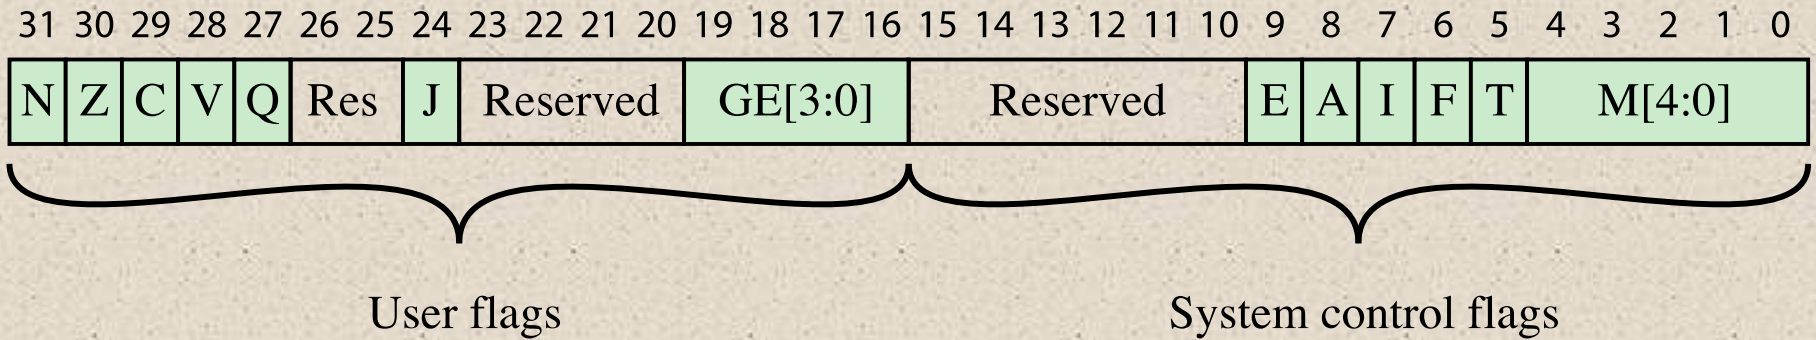 31 30 29 28 27 26 25 24 23 22 21 20 19 18 17 16 15 14 13 12 11 10 9 8 7 6 5 4 3 2 1 0
N Z C V Q Res J Reserved GE[3:0] Reserved E A I F T M[4:0]
User flags System control flags